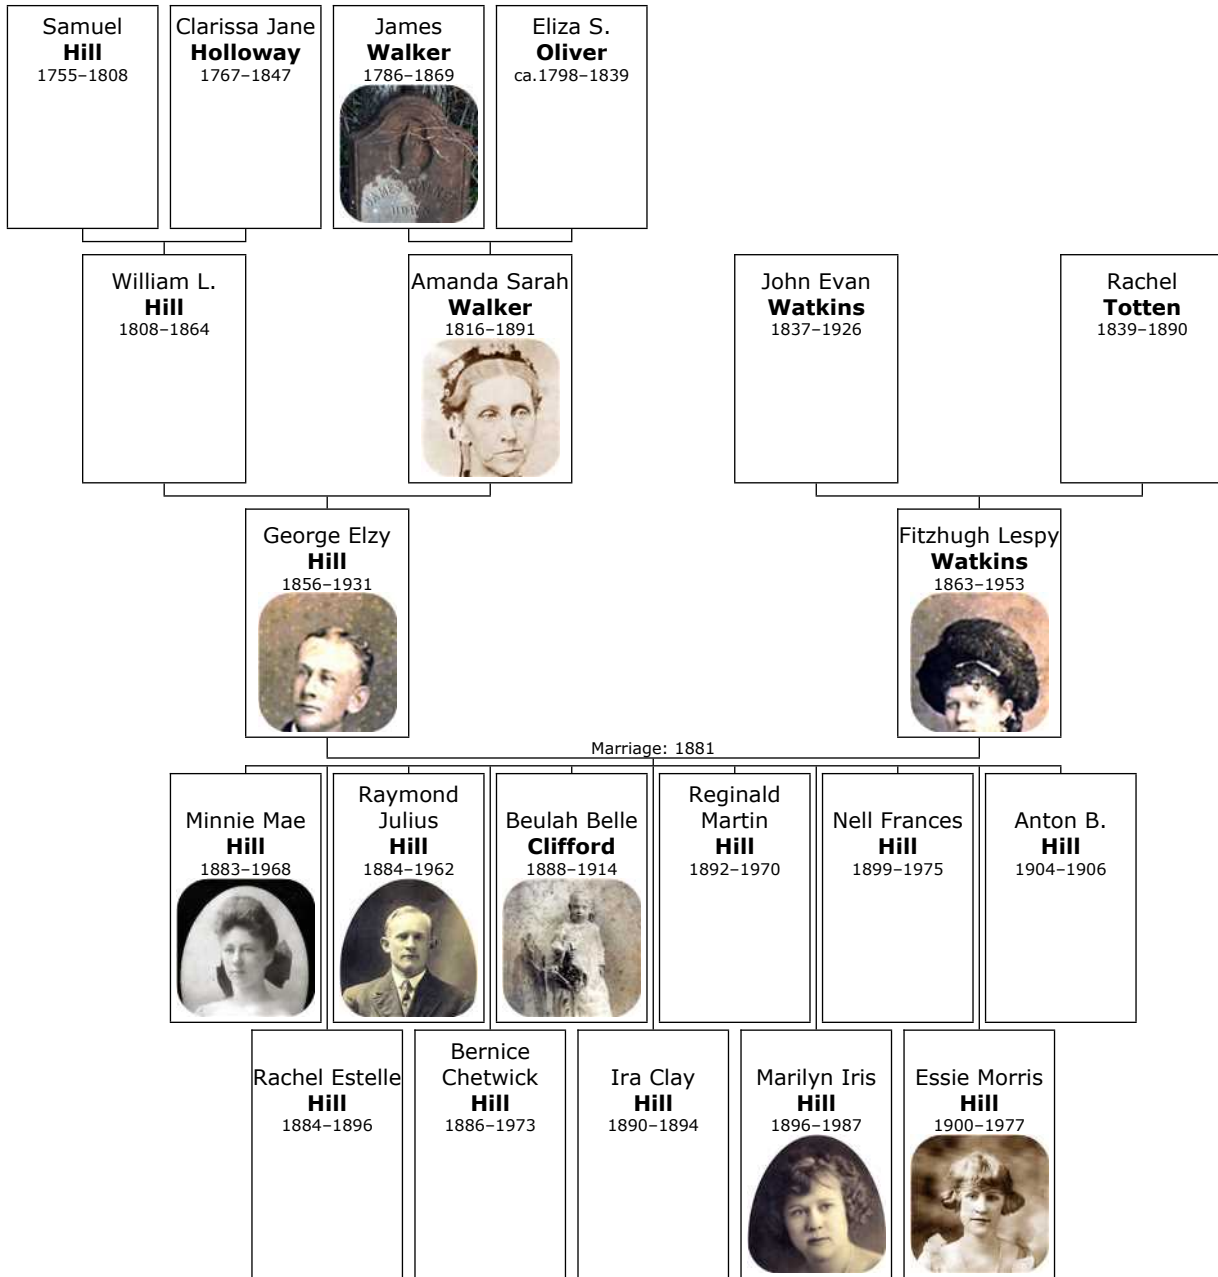 Samuel
Hill
1755–1808
Clarissa Jane
Holloway
1767–1847
James
Walker
1786–1869
JAMES WALKER
BORN
Eliza S.
Oliver
ca.1798–1839
William L.
Hill
1808–1864
Amanda Sarah
Walker
1816–1891
John Evan
Watkins
1837–1926
Rachel
Totten
1839–1890
George Elzy
Hill
1856–1931
Fitzhugh Lespy
Watkins
1863–1953
Marriage: 1881
Minnie Mae
Hill
1883–1968
Raymond
Julius
Hill
1884–1962
Beulah Belle
Clifford
1888–1914
Reginald
Martin
Hill
1892–1970
Nell Frances
Hill
1899–1975
Anton B.
Hill
1904–1906
Rachel Estelle
Hill
1884–1896
Bernice
Chetwick
Hill
1886–1973
Ira Clay
Hill
1890–1894
Marilyn Iris
Hill
1896–1987
Essie Morris
Hill
1900–1977